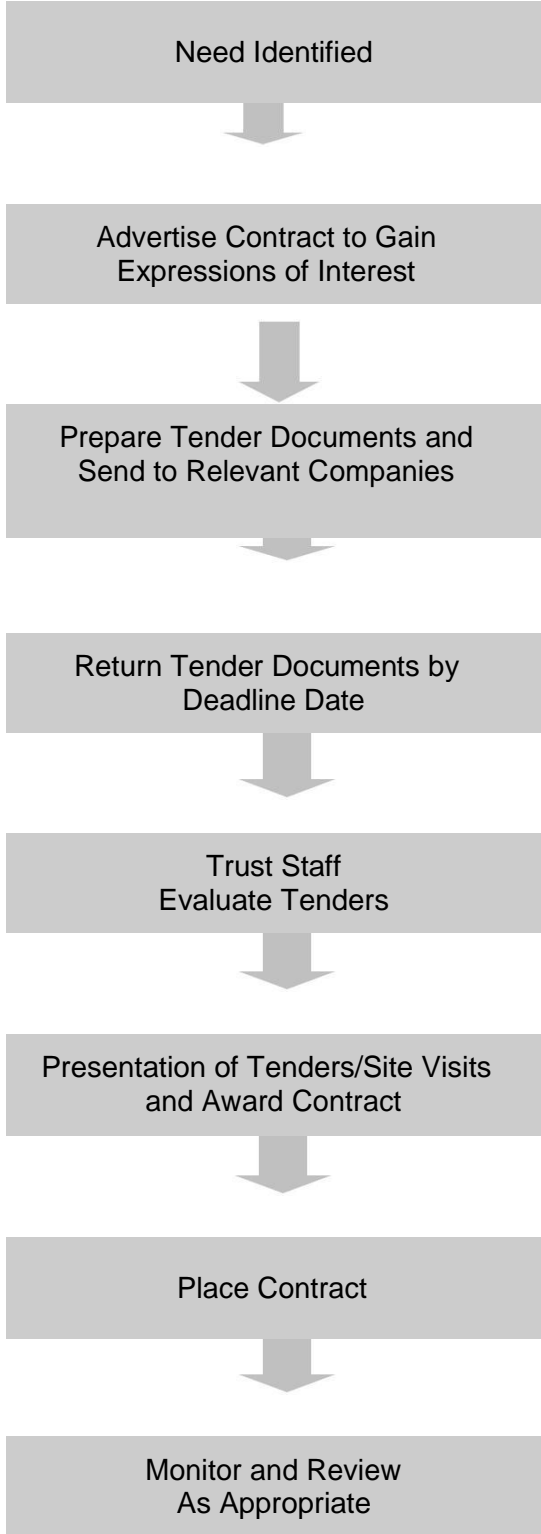 Need Identified
Advertise Contract to Gain
Expressions of Interest
Prepare Tender Documents and
Send to Relevant Companies
Return Tender Documents by
Deadline Date
Trust Staff
Evaluate Tenders
Presentation of Tenders/Site Visits
and Award Contract
Place Contract
Monitor and Review
As Appropriate